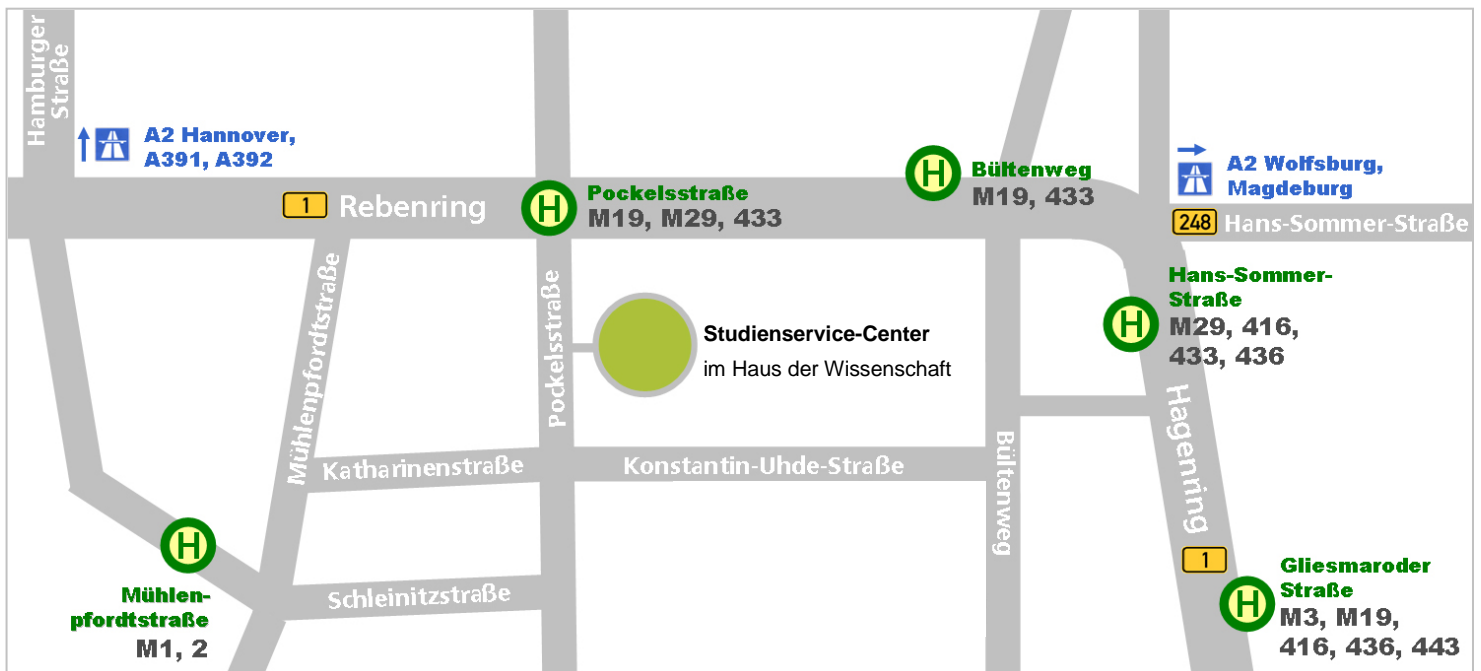 Hamburger
Straße
A2 Hannover,
A391, A392
1
Rebenring
H
Pockelsstraße
M19, M29, 433
H
Bültenweg
M19, 433
A2 Wolfsburg,
Magdeburg
248
Hans-Sommer-Straße
Mühlenpfordtstraße
Pockelsstraße
Studienservice-Center
im Haus der Wissenschaft
H
Hans-Sommer-
Straße
M29, 416,
433, 436
Hagenring
Katharinenstraße
Konstantin-Uhde-Straße
Bültenweg
H
Mühlen-
pfordtstraße
M1, 2
Schleinitzstraße
1
H
Gliesmaroder
Straße
M3, M19,
416, 436, 443